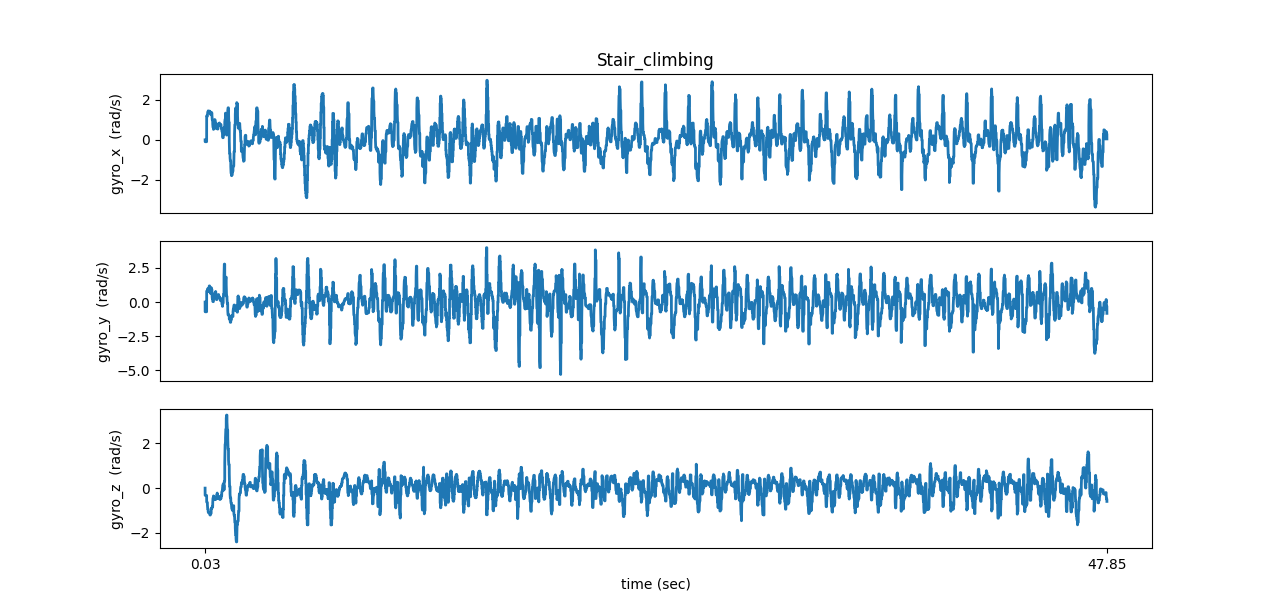 Stair_climbing
gyro_x (rad/s)
2
0
−2
gyro_y (rad/s)
2.5
0.0
−2.5
−5.0
gyro_z (rad/s)
2
0
−2
0.03
47.85
time (sec)